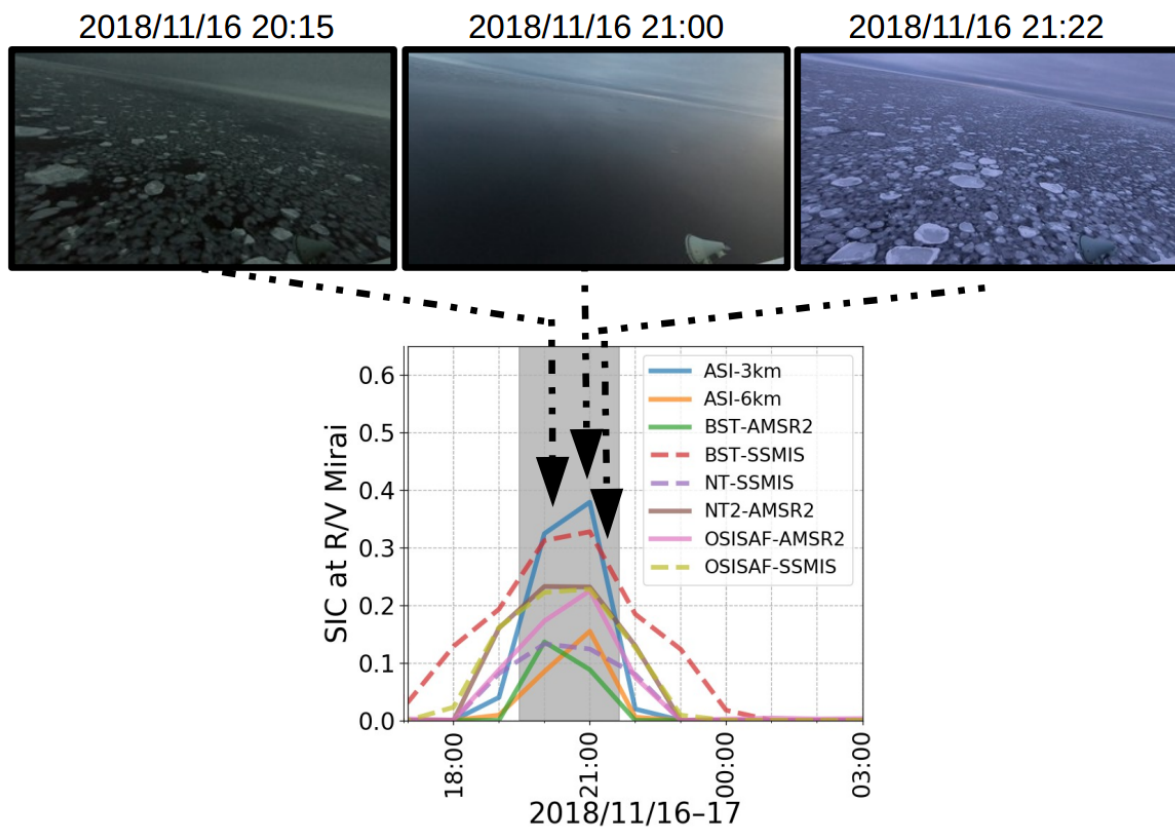 2018/11/16 20:15
2018/11/16 21:00
2018/11/16 21:22
SIC at R/V Mirai
0.6
0.5
0.4
0.3
0.2
0.1
0.0
ASI-3km
ASI-6km
BST-AMSR2
BST-SSMIS
NT-SSMIS
NT2-AMSR2
OSISAF-AMSR2
OSISAF-SSMIS
18:00
21:00
00:00
03:00
2018/11/16–17